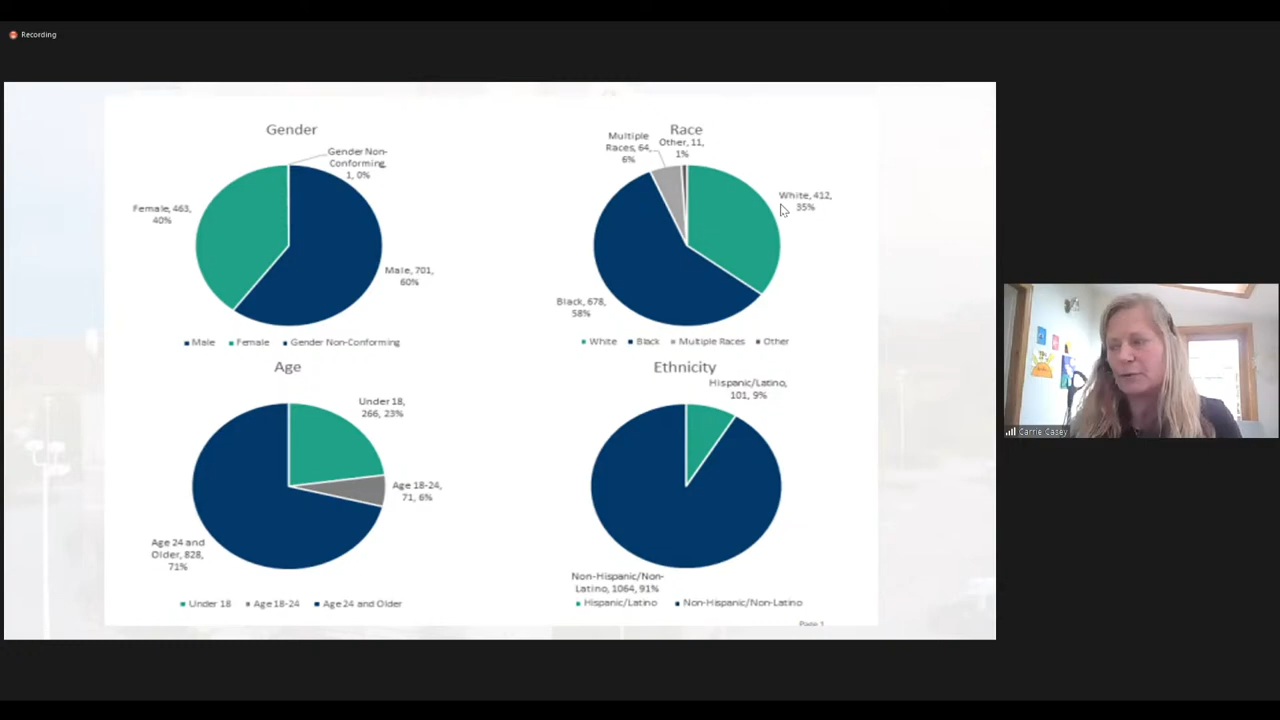 Recording
Gender
Gender Non-
Conforming,
1, 0%
Female, 463,
40%
Male, 701,
60%
Male Female Gender Non-Conforming
Race
Multiple
Races, 64,
6%
Other, 11,
1%
White, 412,
35%
Black, 678,
58%
White Black Multiple Races Other
Age
Under 18,
266, 23%
Age 18-24,
71, 6%
Age 24 and
Older, 828,
71%
Under 18 Age 18-24 Age 24 and Older
Ethnicity
Hispanic/Latino,
101, 9%
Non-Hispanic/Non-
Latino, 1064, 91%
Hispanic/Latino Non-Hispanic/Non-Latino
Page 1
Carrie Casey